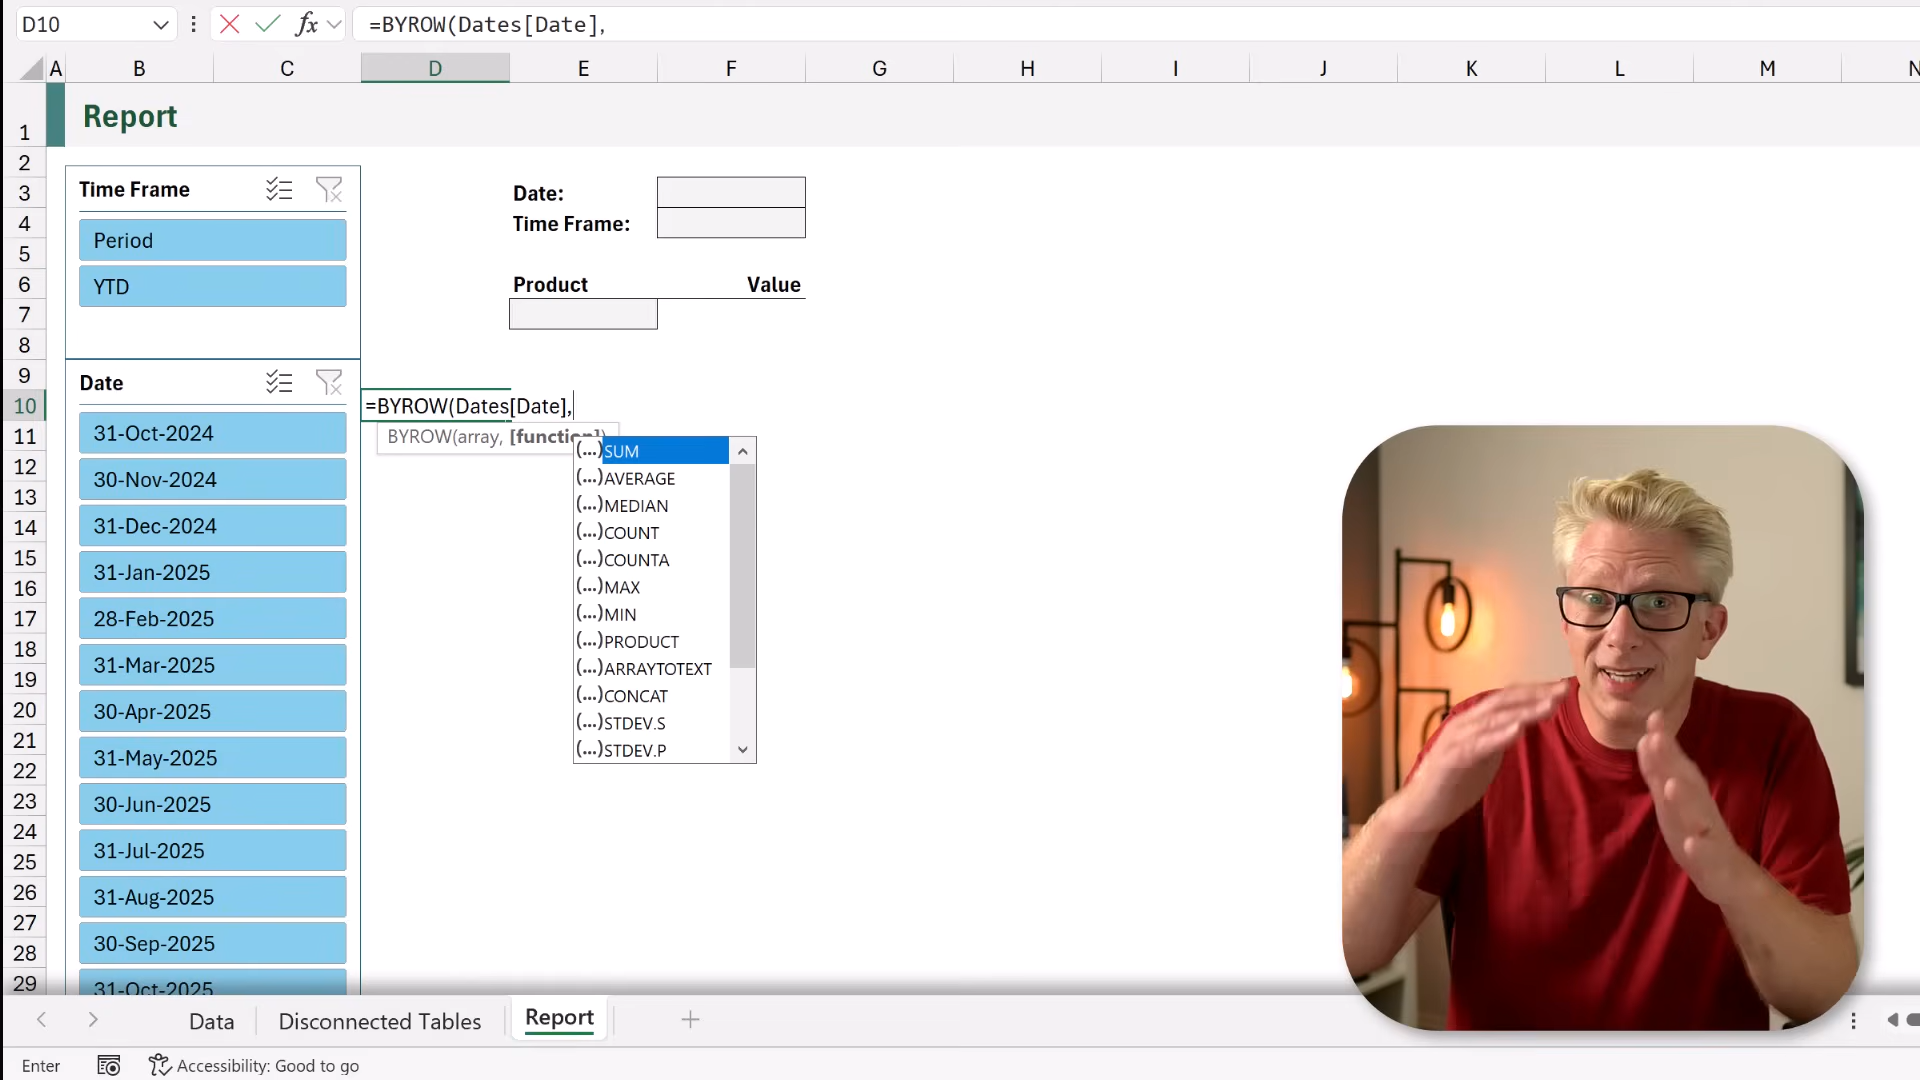 D10
fx
=BYROW(Dates[Date],
A B C D E F G H I J K L M N
1
Report
2
Time Frame
3
Date:
4
Time Frame:
Period
5
6
Product Value
YTD
7
8
9
Date
10
=BYROW(Dates[Date],
11
31-Oct-2024
BYROW(array, [function])
(...)SUM
12
30-Nov-2024
(...)AVERAGE
13
(...)MEDIAN
14
31-Dec-2024
(...)COUNT
15
(...)COUNTA
16
31-Jan-2025
(...)MAX
17
28-Feb-2025
(...)MIN
18
(...)PRODUCT
19
31-Mar-2025
(...)ARRAYTOTEXT
20
30-Apr-2025
(...)CONCAT
21
(...)STDEV.S
22
31-May-2025
(...)STDEV.P
23
30-Jun-2025
24
25
31-Jul-2025
26
31-Aug-2025
27
28
30-Sep-2025
29
31-Oct-2025
Data
Disconnected Tables
Report
Enter
Accessibility: Good to go